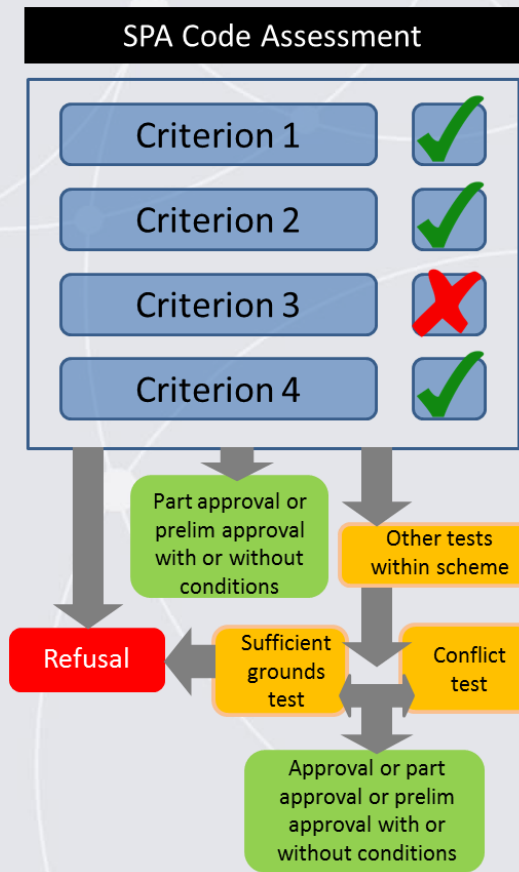 SPA Code Assessment
Criterion 1
Criterion 2
Criterion 3
Criterion 4
Part approval or
prelim approval
with or without
conditions
Other tests
within scheme
Refusal
Sufficient
grounds
test
Conflict
test
Approval or part
approval or prelim
approval with or
without conditions